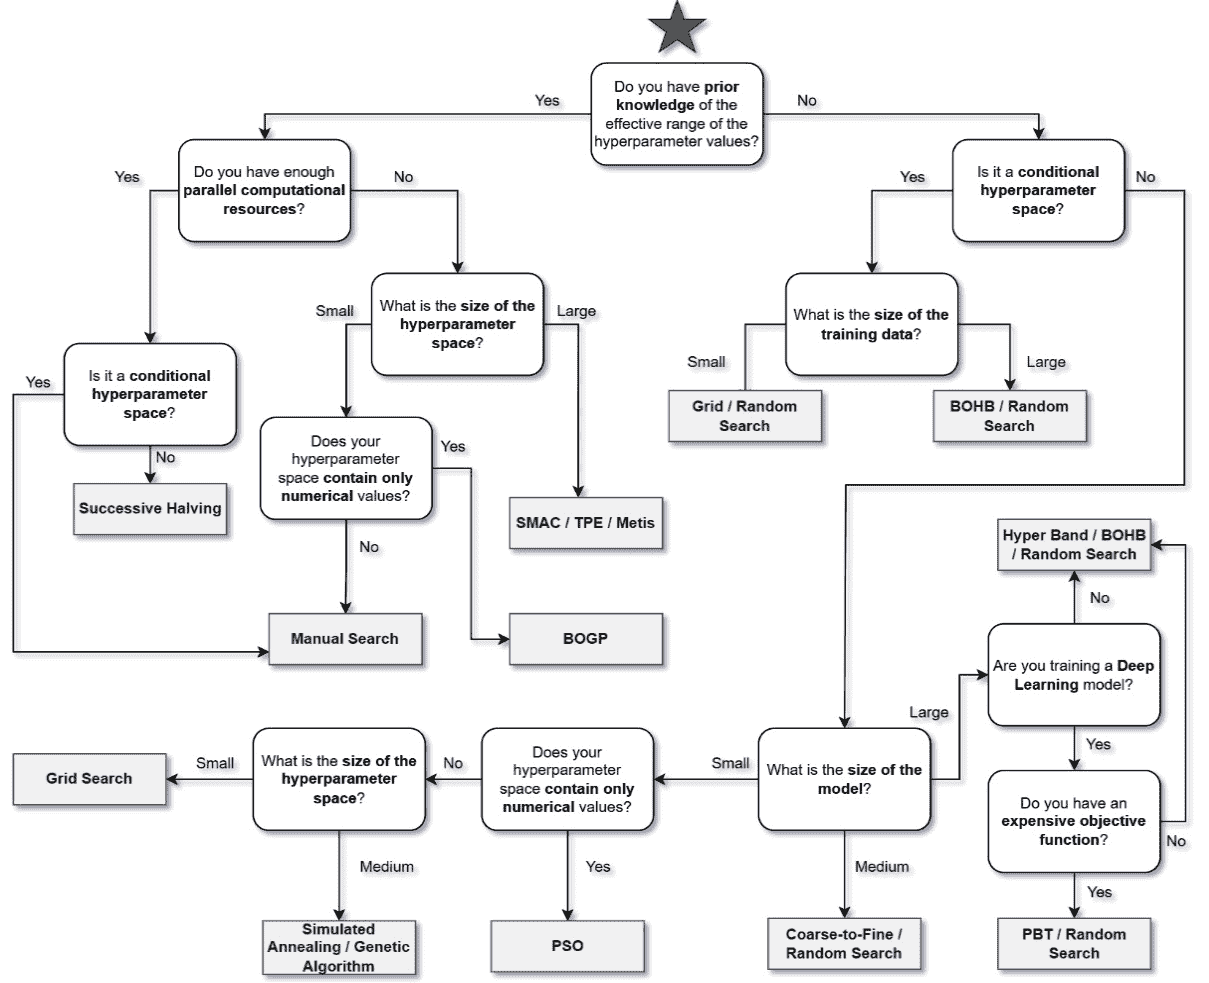 Do you have prior
knowledge of the
effective range of the
hyperparameter values?
Yes
No
Do you have enough
parallel computational
resources?
Yes
No
Is it a conditional
hyperparameter
space?
Yes
No
What is the size of the
hyperparameter
space?
Small
Large
What is the size of the
training data?
Small
Large
Grid / Random
Search
BOHB / Random
Search
Is it a conditional
hyperparameter
space?
Yes
No
Successive Halving
Does your
hyperparameter
space contain only
numerical values?
Yes
No
SMAC / TPE / Metis
Manual Search
BOGP
Hyper Band / BOHB
/ Random Search
No
Are you training a Deep
Learning model?
Large
Yes
What is the size of the
model?
Small
Medium
Does your
hyperparameter
space contain only
numerical values?
No
Yes
What is the size of the
hyperparameter
space?
Small
Medium
Grid Search
Do you have an
expensive objective
function?
No
Yes
Simulated
Annealing / Genetic
Algorithm
PSO
Coarse-to-Fine /
Random Search
PBT / Random
Search